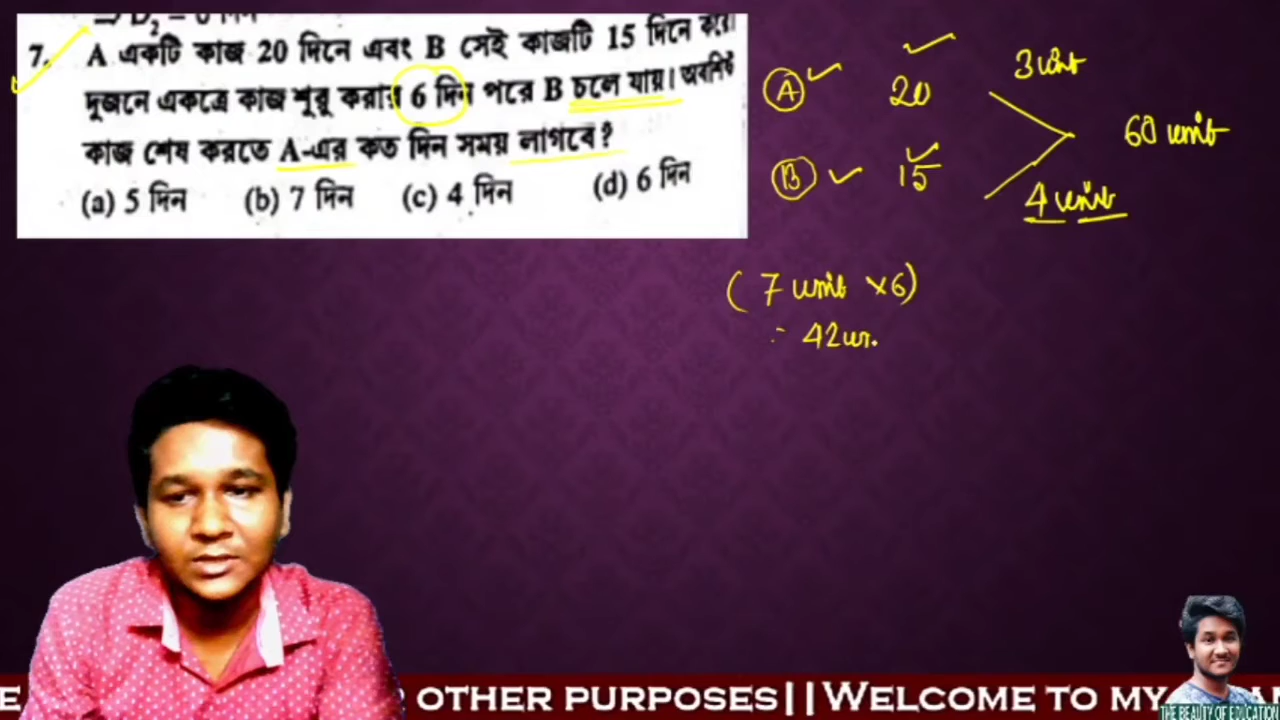 7. A একটি কাজ 20 দিনে এবং B সেই কাজটি 15 দিনে করে।
দুজনে একত্রে কাজ শুরু করার 6 দিন পরে B চলে যায়। অবশিষ্ট
কাজ শেষ করতে A-এর কত দিন সময় লাগবে?
(a) 5 দিন (b) 7 দিন (c) 4 দিন (d) 6 দিন
A 20 3 unit
60 unit
B 15 4 unit
(7 unit ×6)
∴ 42 un.
OTHER PURPOSES||WELCOME TO MY
THE BEAUTY OF EDUCATION